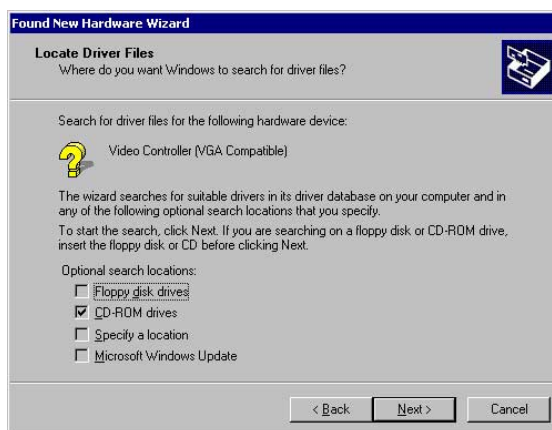 Found New Hardware Wizard
Locate Driver Files
Where do you want Windows to search for driver files?
Search for driver files for the following hardware device:
Video Controller (VGA Compatible)
The wizard searches for suitable drivers in its driver database on your computer and in
any of the following optional search locations that you specify.
To start the search, click Next. If you are searching on a floppy disk or CD-ROM drive,
insert the floppy disk or CD before clicking Next.
Optional search locations:
Floppy disk drives
CD-ROM drives
Specify a location
Microsoft Windows Update
< Back Next > Cancel